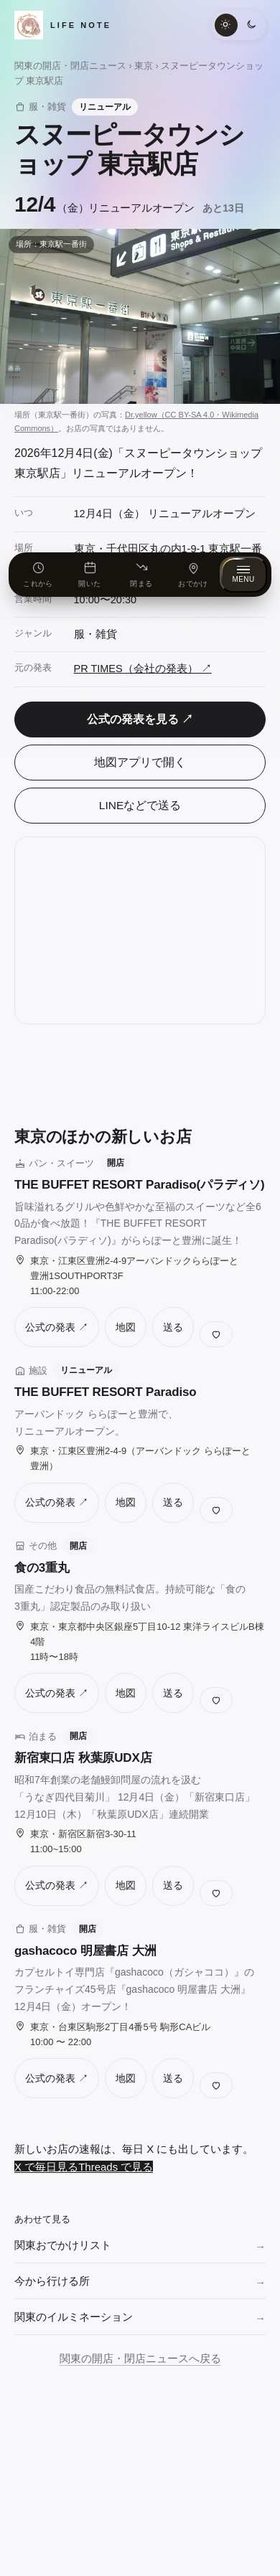 LIFE NOTE
関東の開店・閉店ニュース › 東京 › スヌーピータウンショッ
プ 東京駅店
服・雑貨 リニューアル
スヌーピータウンシ
ョップ 東京駅店
12/4（金）リニューアルオープン あと13日
場所：東京駅一番街
Shops & Restaura
東京駅一番街
八重洲
中央口
場所（東京駅一番街）の写真：Dr.yellow（CC BY-SA 4.0・Wikimedia
Commons）。お店の写真ではありません。
2026年12月4日(金)「スヌーピータウンショップ
東京駅店」リニューアルオープン！
いつ 12月4日（金） リニューアルオープン
場所 東京・千代田区丸の内1-9-1 東京駅一番
これから 開いた 閉まる おでかけ MENU
営業時間 10:00〜20:30
ジャンル 服・雑貨
元の発表 PR TIMES（会社の発表） ↗
公式の発表を見る ↗
地図アプリで開く
LINEなどで送る
東京のほかの新しいお店
パン・スイーツ 開店
THE BUFFET RESORT Paradiso(パラディソ)
旨味溢れるグリルや色鮮やかな至福のスイーツなど全6
0品が食べ放題！『THE BUFFET RESORT
Paradiso(パラディソ)』がららぽーと豊洲に誕生！
東京・江東区豊洲2-4-9アーバンドックららぽーと
豊洲1SOUTHPORT3F
11:00-22:00
公式の発表 ↗ 地図 送る
施設 リニューアル
THE BUFFET RESORT Paradiso
アーバンドック ららぽーと豊洲で、
リニューアルオープン。
東京・江東区豊洲2-4-9（アーバンドック ららぽーと
豊洲）
公式の発表 ↗ 地図 送る
その他 開店
食の3重丸
国産こだわり食品の無料試食店。持続可能な「食の
3重丸」認定製品のみ取り扱い
東京・東京都中央区銀座5丁目10-12 東洋ライスビルB棟
4階
11時〜18時
公式の発表 ↗ 地図 送る
泊まる 開店
新宿東口店 秋葉原UDX店
昭和7年創業の老舗鰻卸問屋の流れを汲む
「うなぎ四代目菊川」 12月4日（金）「新宿東口店」
12月10日（木）「秋葉原UDX店」連続開業
東京・新宿区新宿3-30-11
11:00~15:00
公式の発表 ↗ 地図 送る
服・雑貨 開店
gashacoco 明屋書店 大洲
カプセルトイ専門店『gashacoco（ガシャココ）』の
フランチャイズ45号店『gashacoco 明屋書店 大洲』
12月4日（金）オープン！
東京・台東区駒形2丁目4番5号 駒形CAビル
10:00 〜 22:00
公式の発表 ↗ 地図 送る
新しいお店の速報は、毎日 X にも出しています。
X で毎日見るThreads で見る
あわせて見る
関東おでかけリスト →
今から行ける所 →
関東のイルミネーション →
関東の開店・閉店ニュースへ戻る